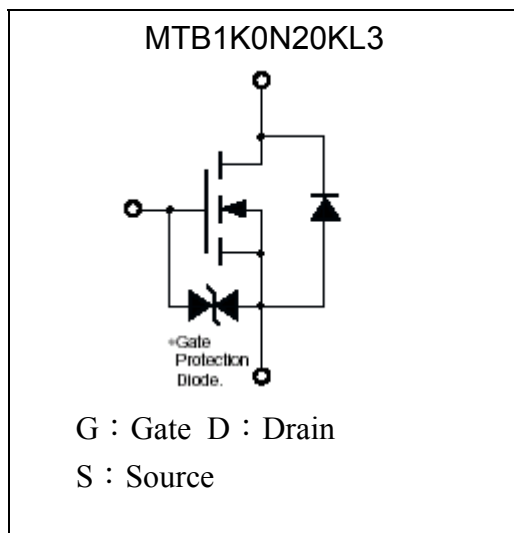 MTB1K0N20KL3
*Gate
Protection
Diode.
G：Gate D：Drain
S：Source